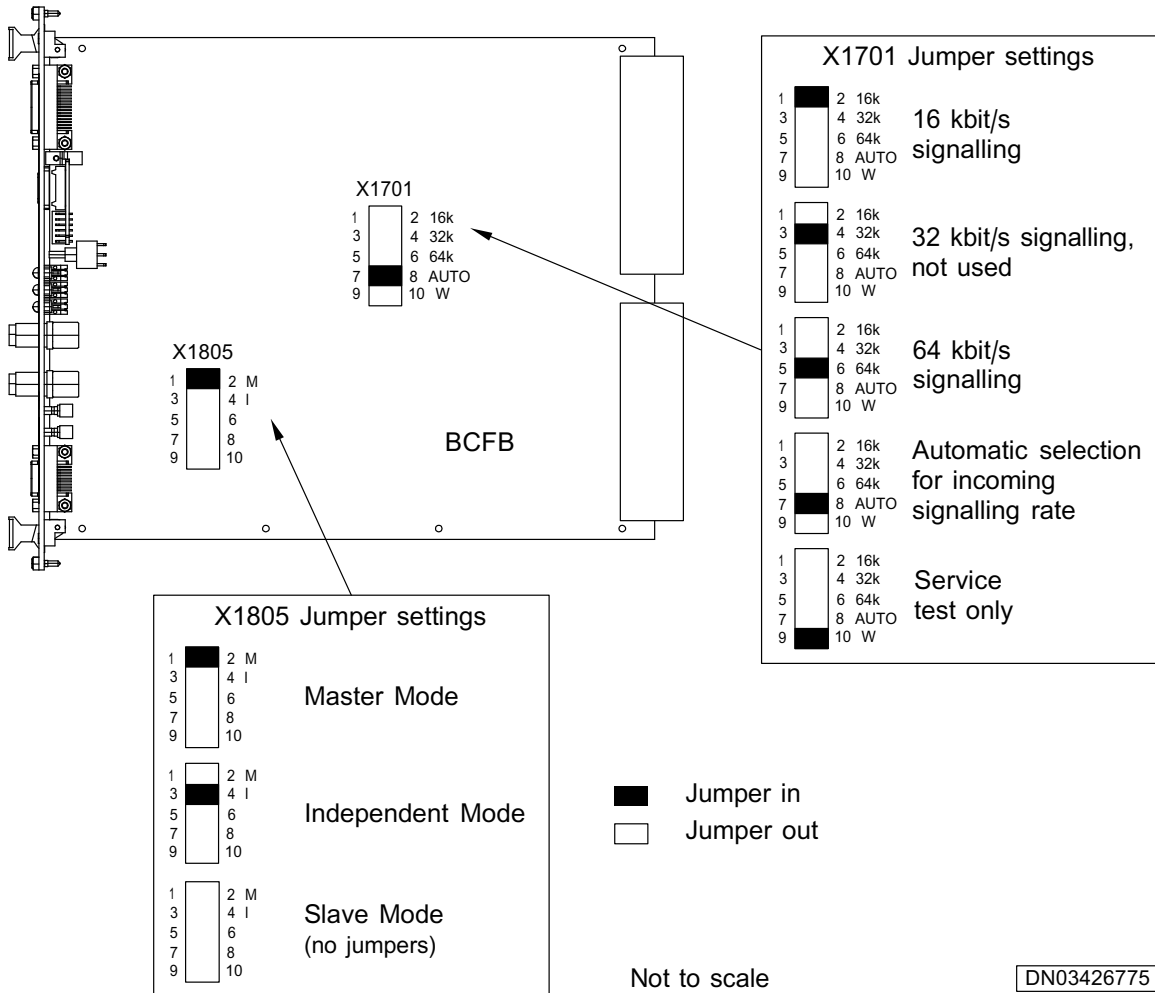 X1701
1 2 16k
3 4 32k
5 6 64k
7 8 AUTO
9 10 W
X1805
1 2 M
3 4 I
5 6
7 8
9 10
BCFB
X1701 Jumper settings
1 2 16k
3 4 32k
5 6 64k
7 8 AUTO
9 10 W
16 kbit/s
signalling
1 2 16k
3 4 32k
5 6 64k
7 8 AUTO
9 10 W
32 kbit/s signalling,
not used
1 2 16k
3 4 32k
5 6 64k
7 8 AUTO
9 10 W
64 kbit/s
signalling
1 2 16k
3 4 32k
5 6 64k
7 8 AUTO
9 10 W
Automatic selection
for incoming
signalling rate
1 2 16k
3 4 32k
5 6 64k
7 8 AUTO
9 10 W
Service
test only
X1805 Jumper settings
1 2 M
3 4 I
5 6
7 8
9 10
Master Mode
1 2 M
3 4 I
5 6
7 8
9 10
Independent Mode
1 2 M
3 4 I
5 6
7 8
9 10
Slave Mode
(no jumpers)
Jumper in
Jumper out
Not to scale
DN03426775